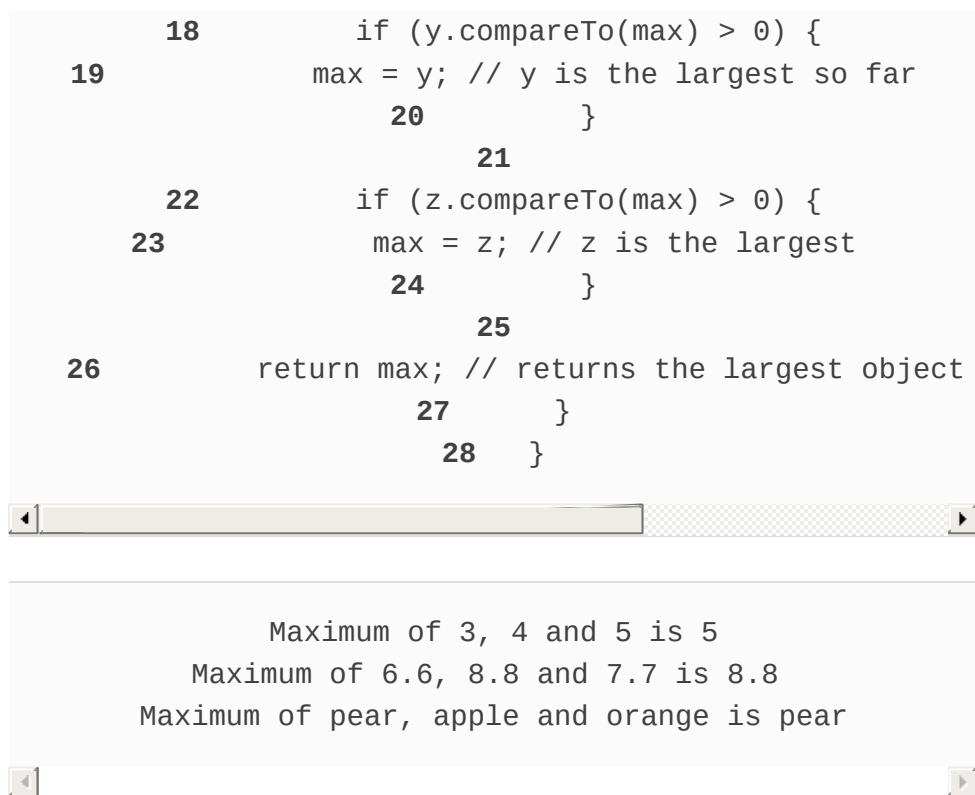 18 if (y.compareTo(max) > 0) {
19 max = y; // y is the largest so far
20 }
21
22 if (z.compareTo(max) > 0) {
23 max = z; // z is the largest
24 }
25
26 return max; // returns the largest object
27 }
28 }
Maximum of 3, 4 and 5 is 5
Maximum of 6.6, 8.8 and 7.7 is 8.8
Maximum of pear, apple and orange is pear